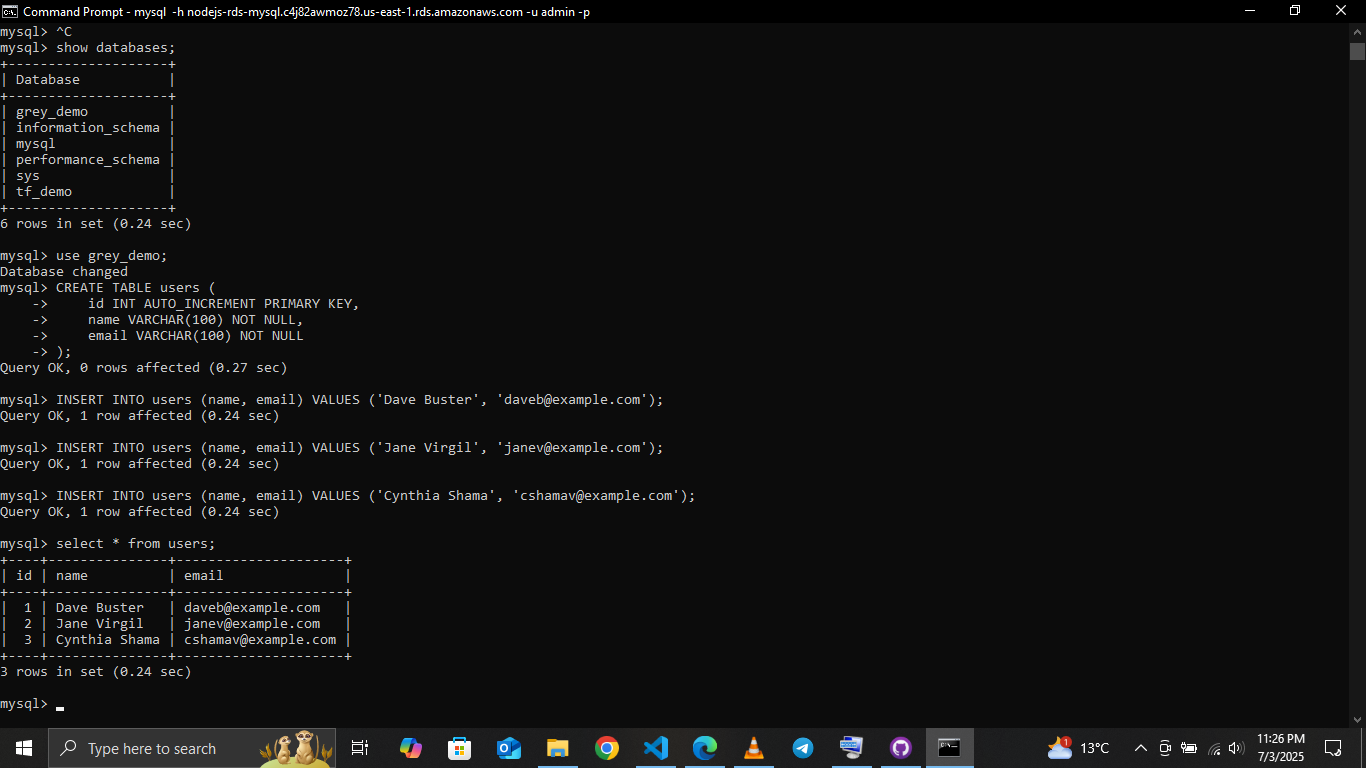 Command Prompt - mysql  -h nodejs-rds-mysql.c4j82awmoz78.us-east-1.rds.amazonaws.com -u admin -p
mysql> ^C
mysql> show databases;
+--------------------+
| Database           |
+--------------------+
| grey_demo          |
| information_schema |
| mysql              |
| performance_schema |
| sys                |
| tf_demo            |
+--------------------+
6 rows in set (0.24 sec)

mysql> use grey_demo;
Database changed
mysql> CREATE TABLE users (
    ->     id INT AUTO_INCREMENT PRIMARY KEY,
    ->     name VARCHAR(100) NOT NULL,
    ->     email VARCHAR(100) NOT NULL
    -> );
Query OK, 0 rows affected (0.27 sec)

mysql> INSERT INTO users (name, email) VALUES ('Dave Buster', 'daveb@example.com');
Query OK, 1 row affected (0.24 sec)

mysql> INSERT INTO users (name, email) VALUES ('Jane Virgil', 'janev@example.com');
Query OK, 1 row affected (0.24 sec)

mysql> INSERT INTO users (name, email) VALUES ('Cynthia Shama', 'cshamav@example.com');
Query OK, 1 row affected (0.24 sec)

mysql> select * from users;
+----+---------------+---------------------+
| id | name          | email               |
+----+---------------+---------------------+
|  1 | Dave Buster   | daveb@example.com   |
|  2 | Jane Virgil   | janev@example.com   |
|  3 | Cynthia Shama | cshamav@example.com |
+----+---------------+---------------------+
3 rows in set (0.24 sec)

mysql> _
Type here to search
1
13°C
11:26 PM
7/3/2025